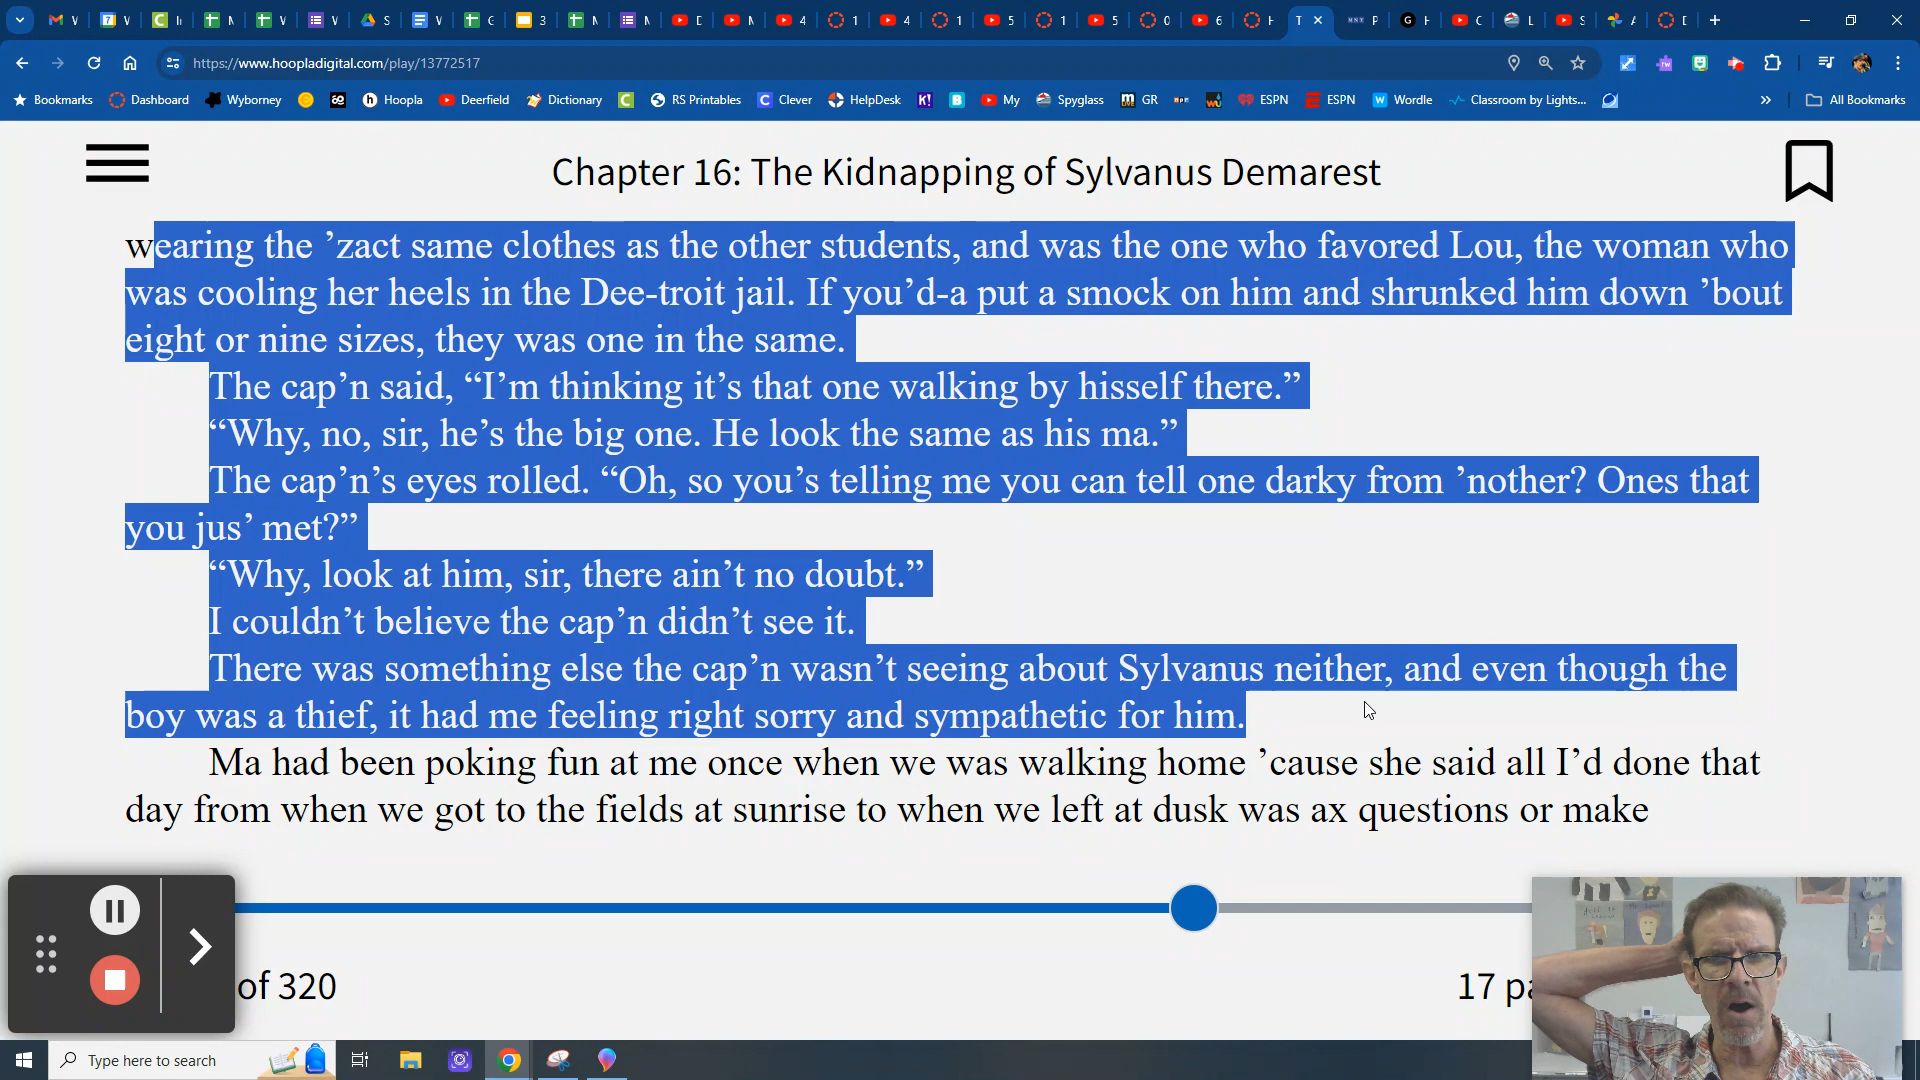 https://www.hoopladigital.com/play/13772517
Bookmarks Dashboard Wyborney Hoopla Deerfield Dictionary RS Printables Clever HelpDesk My Spyglass GR ESPN ESPN Wordle Classroom by Lights... All Bookmarks
Chapter 16: The Kidnapping of Sylvanus Demarest
wearing the ’zact same clothes as the other students, and was the one who favored Lou, the woman who
was cooling her heels in the Dee-troit jail. If you’d-a put a smock on him and shrunked him down ’bout
eight or nine sizes, they was one in the same.
The cap’n said, “I’m thinking it’s that one walking by hisself there.”
“Why, no, sir, he’s the big one. He look the same as his ma.”
The cap’n’s eyes rolled. “Oh, so you’s telling me you can tell one darky from ’nother? Ones that
you jus’ met?”
“Why, look at him, sir, there ain’t no doubt.”
I couldn’t believe the cap’n didn’t see it.
There was something else the cap’n wasn’t seeing about Sylvanus neither, and even though the
boy was a thief, it had me feeling right sorry and sympathetic for him.
Ma had been poking fun at me once when we was walking home ’cause she said all I’d done that
day from when we got to the fields at sunrise to when we left at dusk was ax questions or make
of 320
17 pa
Type here to search